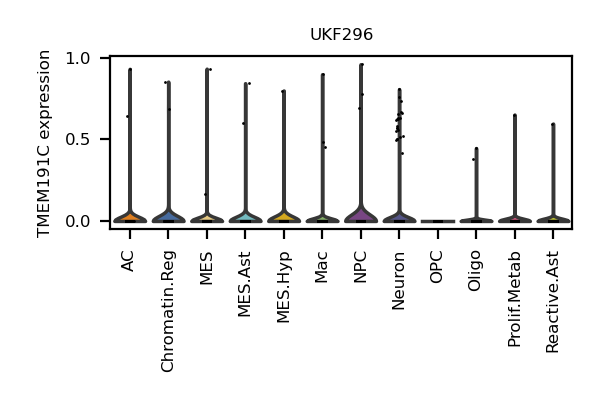 UKF296
TMEM191C expression
1.0
0.5
0.0
AC
Chromatin.Reg
MES
MES.Ast
MES.Hyp
Mac
NPC
Neuron
OPC
Oligo
Prolif.Metab
Reactive.Ast